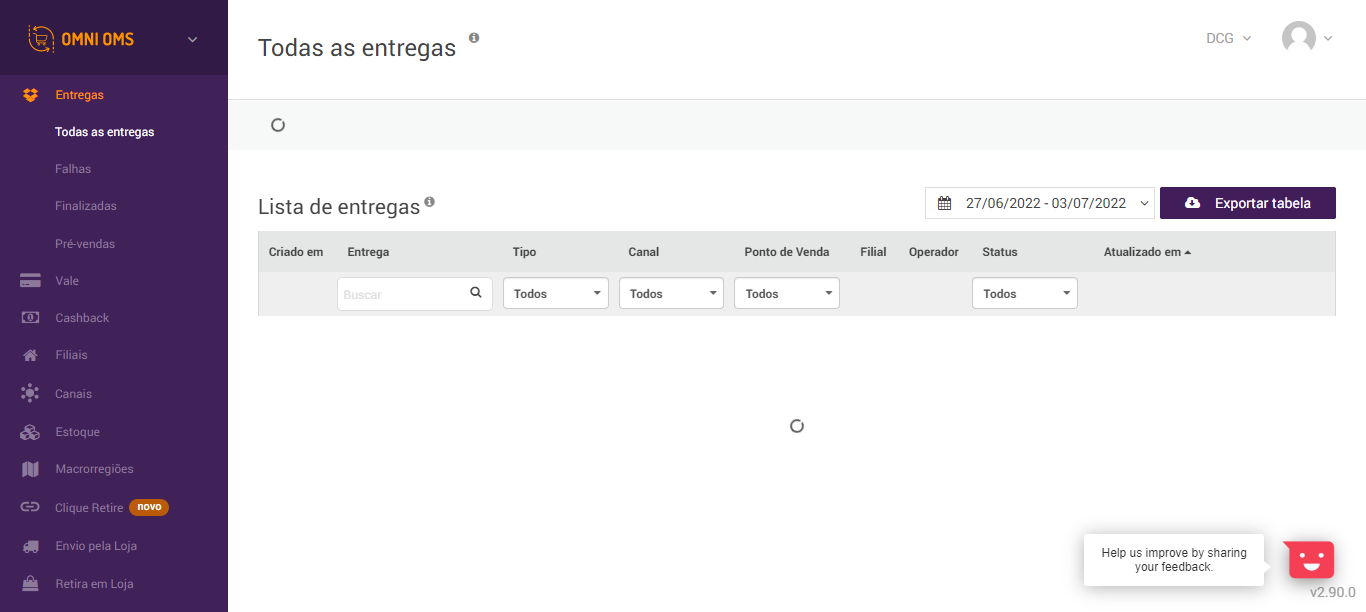 OMNI OMS
Entregas
Todas as entregas
Falhas
Finalizadas
Pré-vendas
Vale
Cashback
Filiais
Canais
Estoque
Macrorregiões
Clique Retire novo
Envio pela Loja
Retira em Loja
Todas as entregas
DCG
Lista de entregas
27/06/2022 - 03/07/2022
Exportar tabela
Criado em Entrega Tipo Canal Ponto de Venda Filial Operador Status Atualizado em
Buscar Todos Todos Todos Todos
Help us improve by sharing
your feedback.
v2.90.0